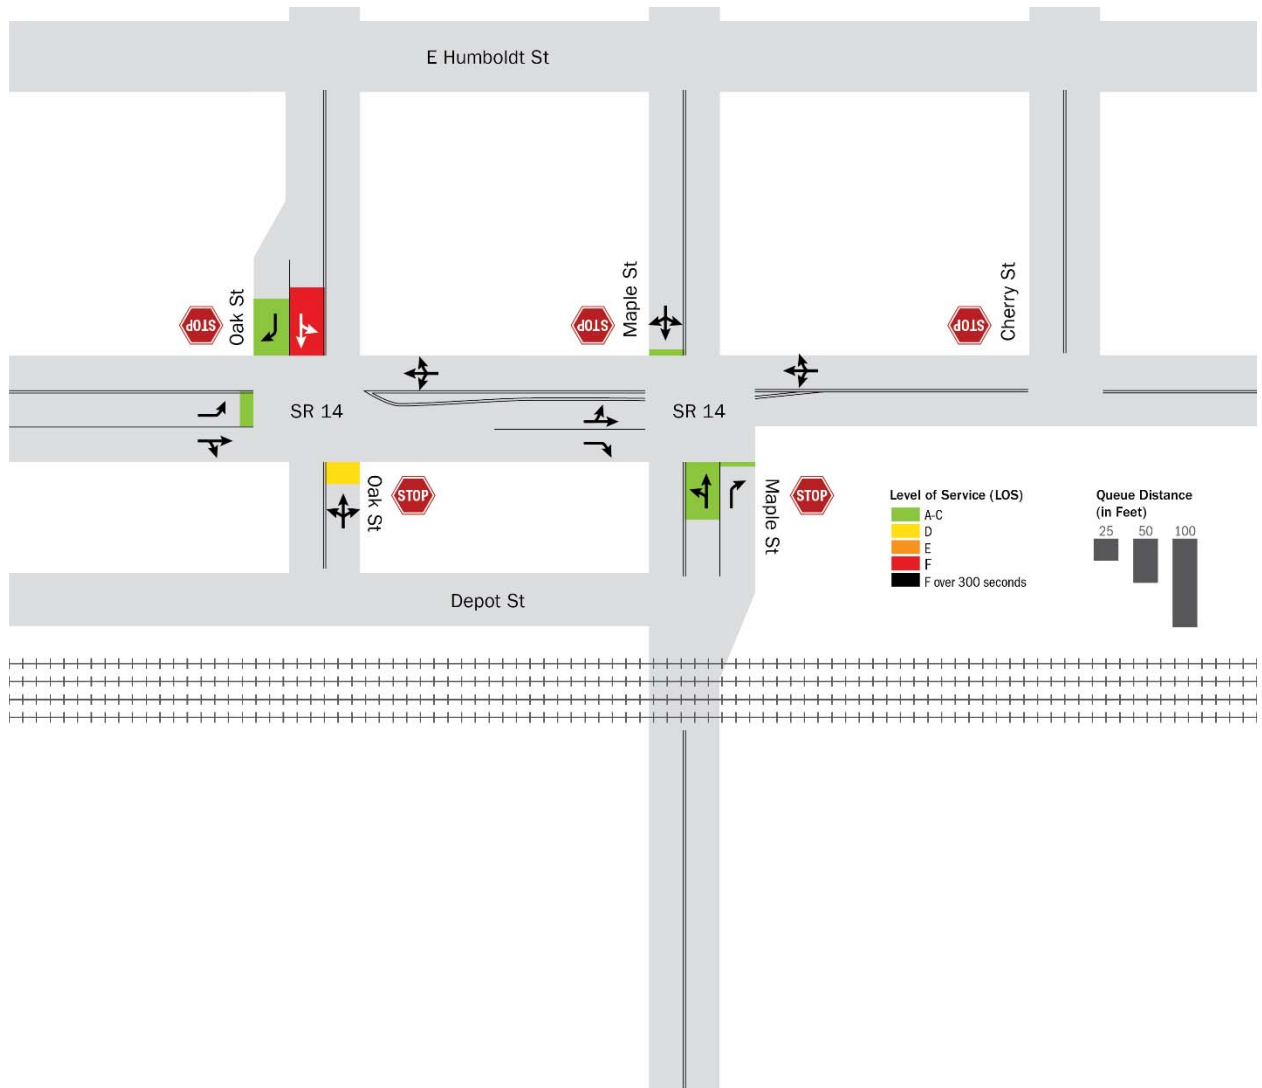 E Humboldt St
Oak St
STOP
Maple St
STOP
Cherry St
STOP
SR 14
SR 14
Oak St
STOP
Maple St
STOP
Level of Service (LOS)
A-C
D
E
F
F over 300 seconds
Queue Distance
(in Feet)
25 50 100
Depot St